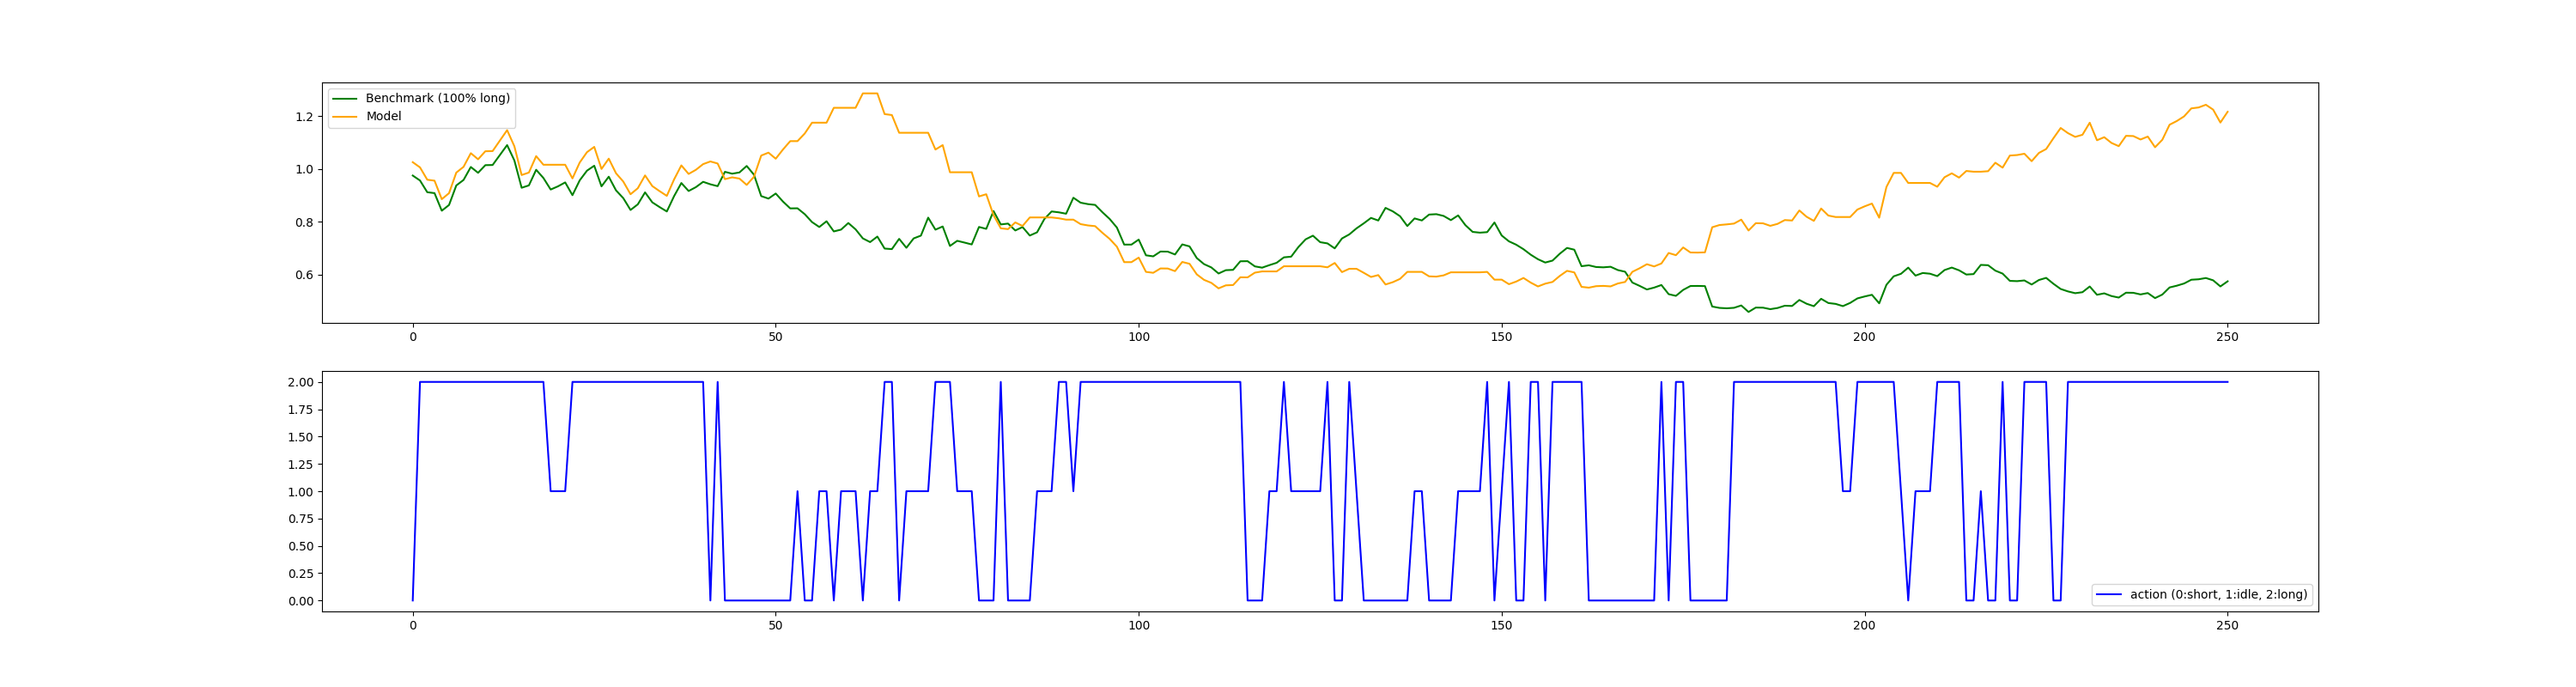 Benchmark (100% long)
Model
1.2
1.0
0.8
0.6
0 50 100 150 200 250
2.00
1.75
1.50
1.25
1.00
0.75
0.50
0.25
0.00
action (0:short, 1:idle, 2:long)
0 50 100 150 200 250